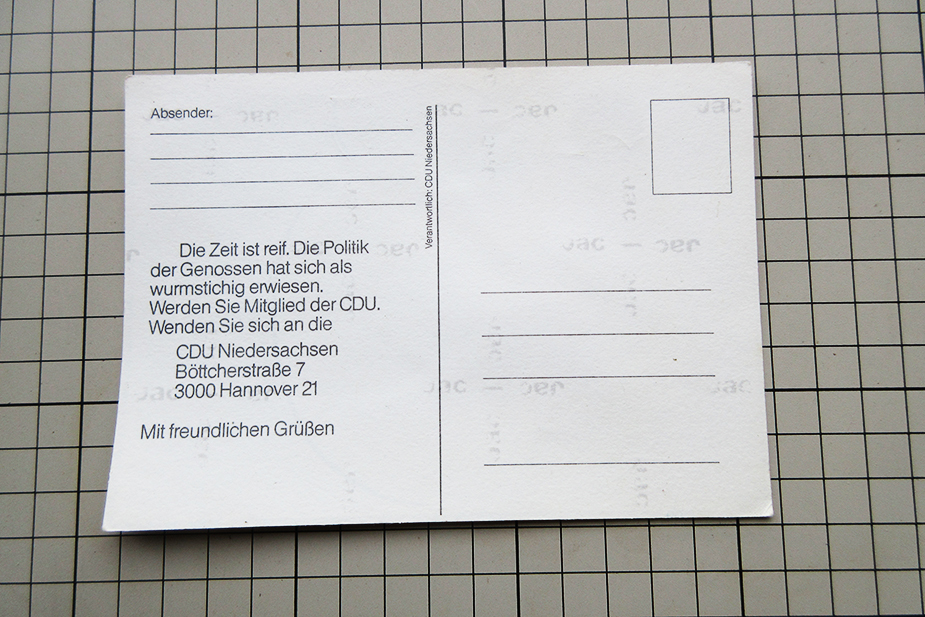 Absender:
Verantwortlich: CDU Niedersachsen
Die Zeit ist reif. Die Politik
der Genossen hat sich als
wurmstichig erwiesen.
Werden Sie Mitglied der CDU.
Wenden Sie sich an die
CDU Niedersachsen
Böttcherstraße 7
3000 Hannover 21
Mit freundlichen Grüßen